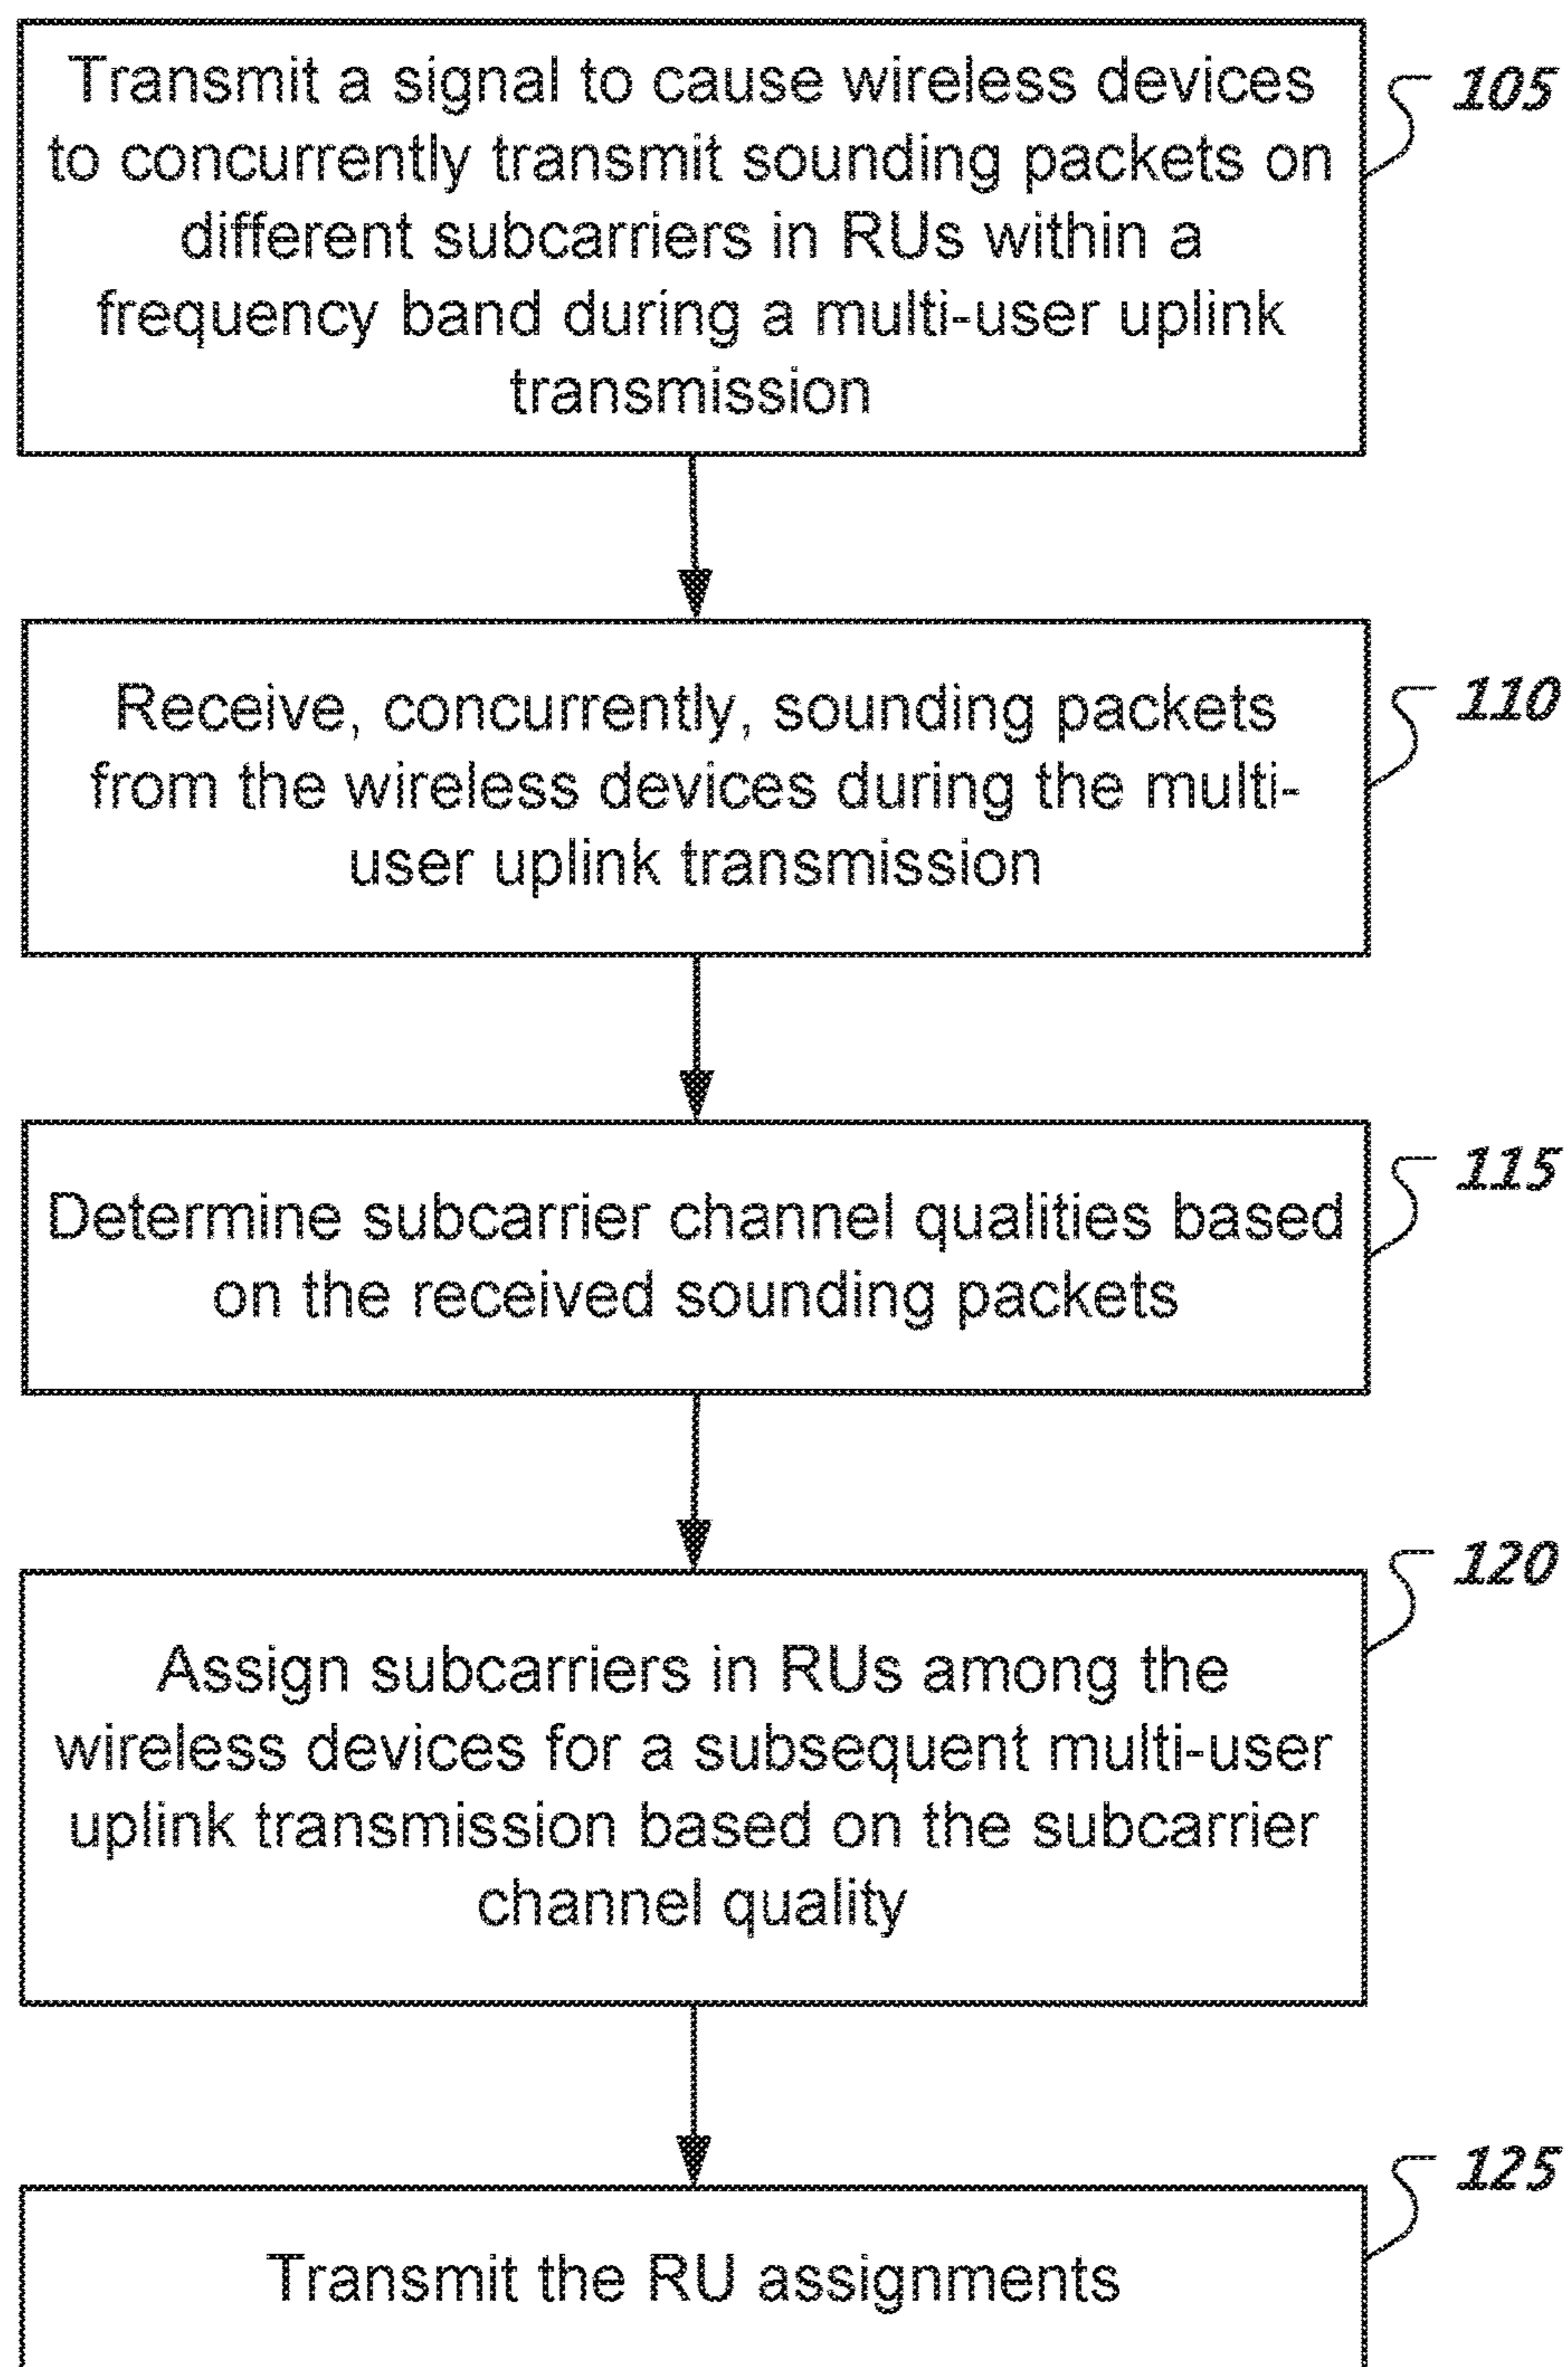 Transmit a signal to cause wireless devices
to concurrently transmit sounding packets on
different subcarriers in RUs within a
frequency band during a multi-user uplink
transmission
105
Receive, concurrently, sounding packets
from the wireless devices during the multi-
user uplink transmission
110
Determine subcarrier channel qualities based
on the received sounding packets
115
Assign subcarriers in RUs among the
wireless devices for a subsequent multi-user
uplink transmission based on the subcarrier
channel quality
120
Transmit the RU assignments
125